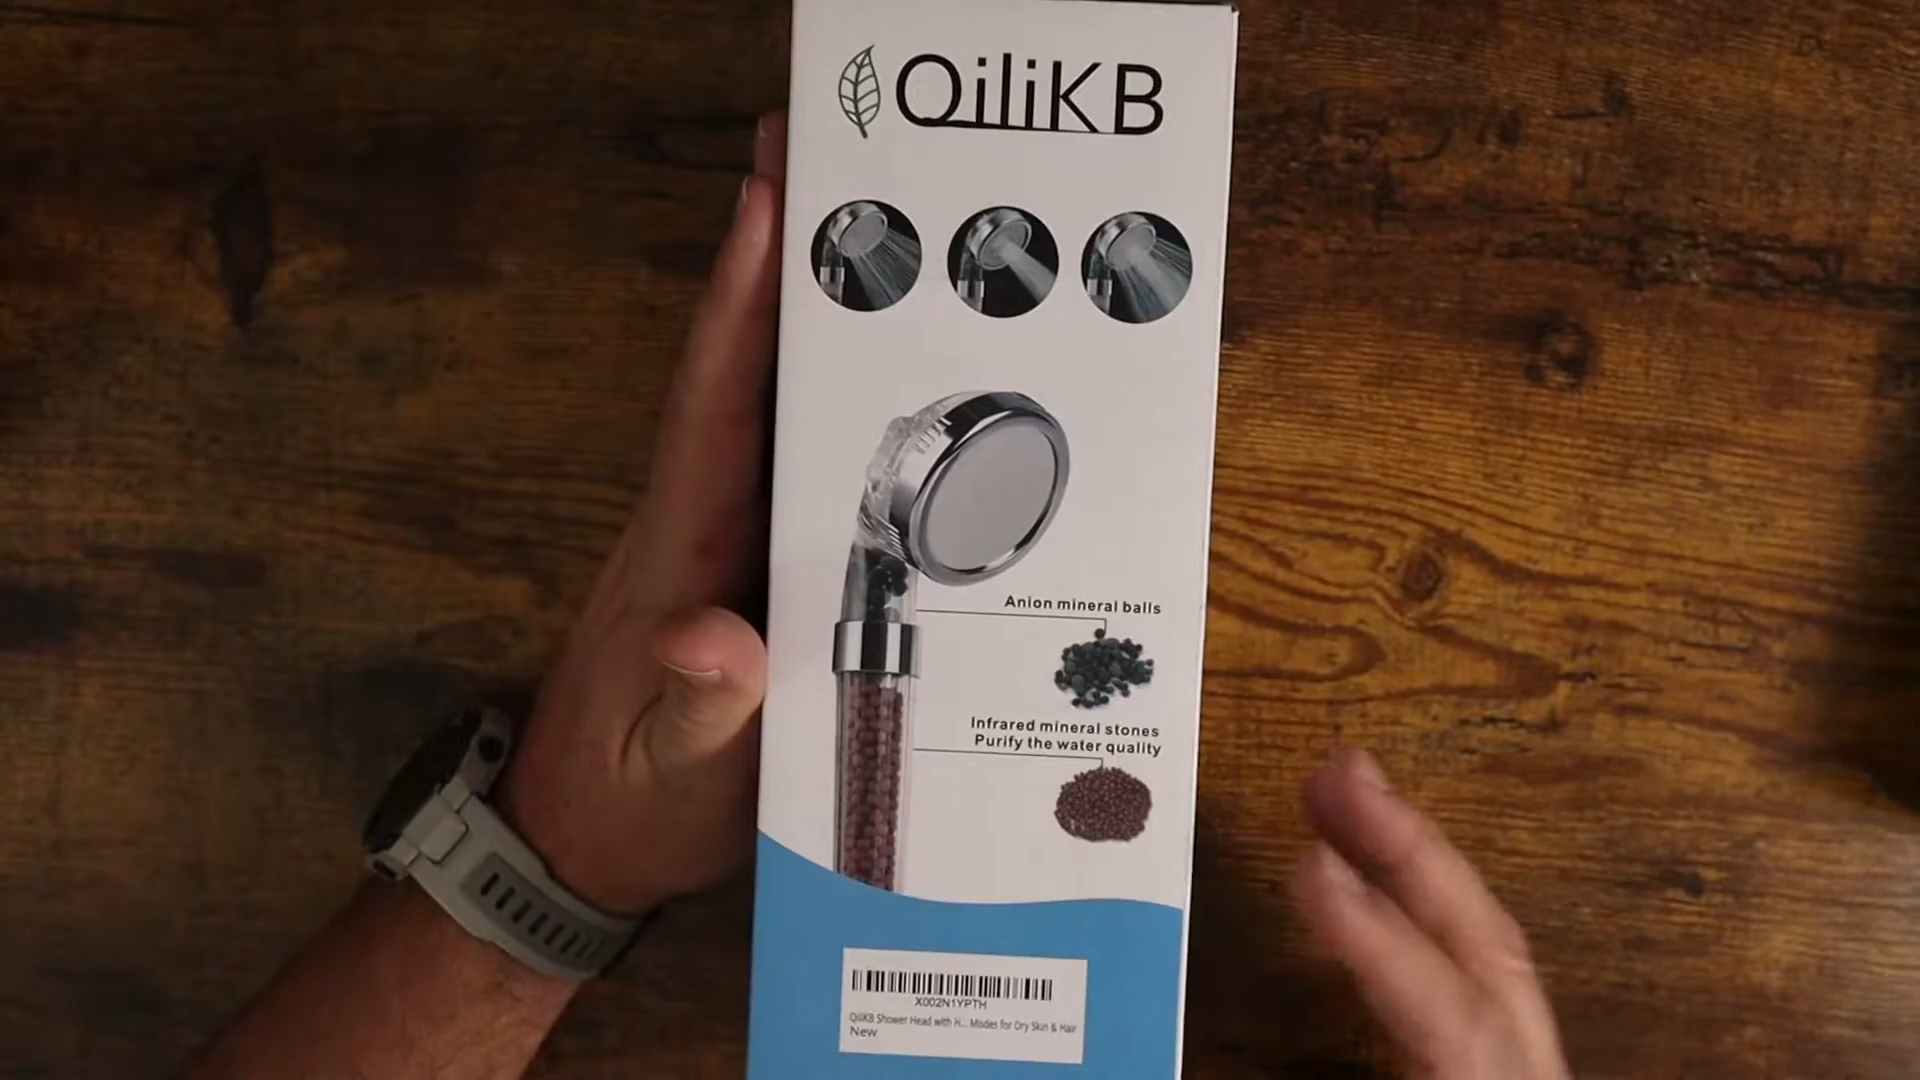 QiliKB
Anion mineral balls
Infrared mineral stones
Purify the water quality
X002N1YPTH
QiliKB Shower Head with H... Modes for Dry Skin & Hair
New